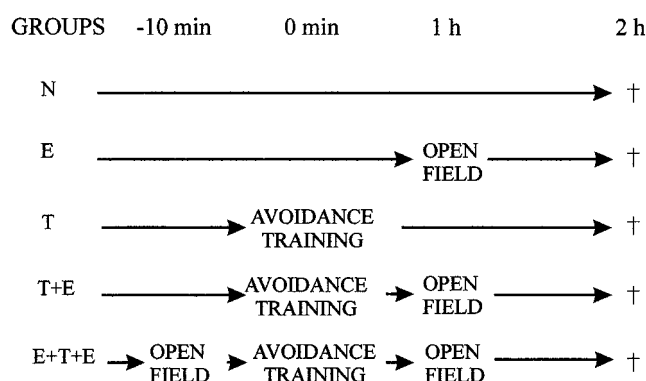 GROUPS -10 min 0 min 1 h 2 h
N †
E OPEN FIELD †
T AVOIDANCE TRAINING †
T+E AVOIDANCE TRAINING OPEN FIELD †
E+T+E OPEN FIELD AVOIDANCE TRAINING OPEN FIELD †